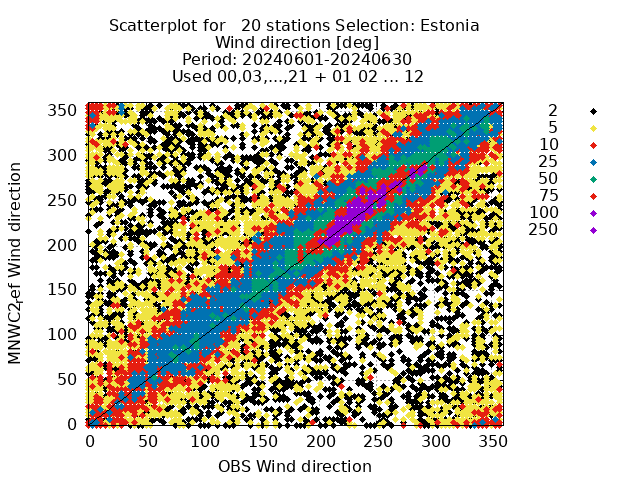 Scatterplot for 20 stations Selection: Estonia
Wind direction [deg]
Period: 20240601-20240630
Used 00,03,...,21 + 01 02 ... 12
350
300
250
200
150
100
50
0
0 50 100 150 200 250 300 350
Wind direction
OBS Wind direction
2
5
10
25
50
75
100
250